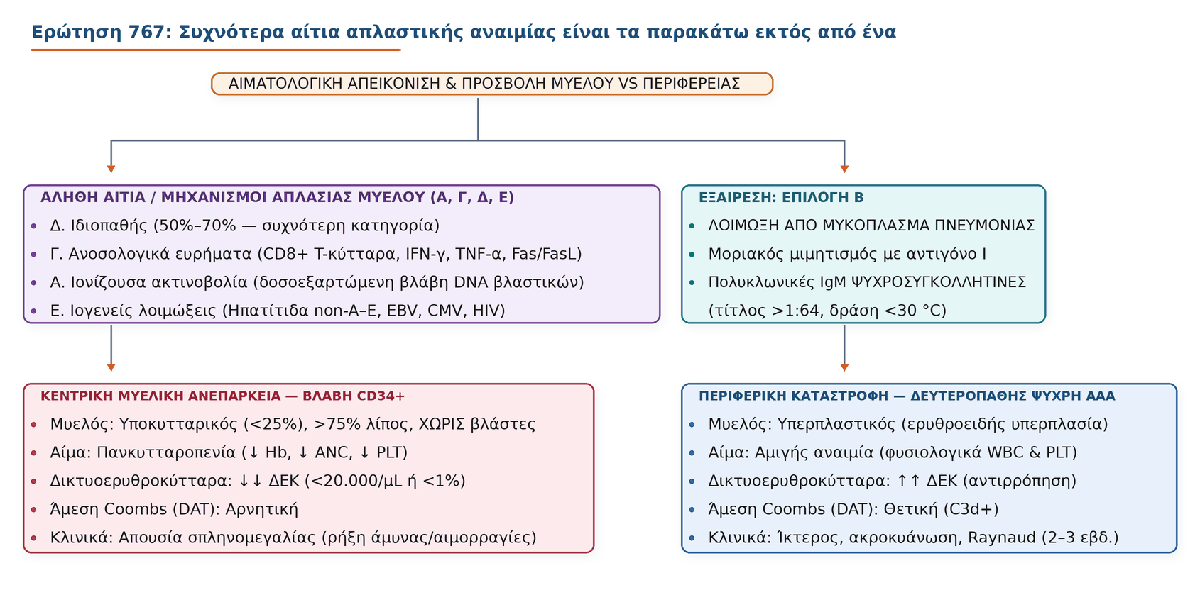 Ερώτηση 767: Συχνότερα αίτια απλαστικής αναιμίας είναι τα παρακάτω εκτός από ένα
ΑΙΜΑΤΟΛΟΓΙΚΗ ΑΠΕΙΚΟΝΙΣΗ & ΠΡΟΣΒΟΛΗ ΜΥΕΛΟΥ VS ΠΕΡΙΦΕΡΕΙΑΣ
ΑΛΗΘΗ ΑΙΤΙΑ / ΜΗΧΑΝΙΣΜΟΙ ΑΠΛΑΣΙΑΣ ΜΥΕΛΟΥ (Α, Γ, Δ, Ε)
• Δ. Ιδιοπαθής (50%–70% — συχνότερη κατηγορία)
• Γ. Ανοσολογικά ευρήματα (CD8+ T-κύτταρα, IFN-γ, TNF-α, Fas/FasL)
• Α. Ιονίζουσα ακτινοβολία (δοσοεξαρτώμενη βλάβη DNA βλαστικών)
• Ε. Ιογενείς λοιμώξεις (Ηπατίτιδα non-A–E, EBV, CMV, HIV)
ΕΞΑΙΡΕΣΗ: ΕΠΙΛΟΓΗ Β
• ΛΟΙΜΩΞΗ ΑΠΟ ΜΥΚΟΠΛΑΣΜΑ ΠΝΕΥΜΟΝΙΑΣ
• Μοριακός μιμητισμός με αντιγόνο I
• Πολυκλωνικές IgM ΨΥΧΡΟΣΥΓΚΟΛΛΗΤΙΝΕΣ
(τίτλος >1:64, δράση <30 °C)
ΚΕΝΤΡΙΚΗ ΜΥΕΛΙΚΗ ΑΝΕΠΑΡΚΕΙΑ — ΒΛΑΒΗ CD34+
• Μυελός: Υποκυτταρικός (<25%), >75% λίπος, ΧΩΡΙΣ βλάστες
• Αίμα: Πανκυτταροπενία (↓ Hb, ↓ ANC, ↓ PLT)
• Δικτυοερυθροκύτταρα: ↓↓ ΔΕΚ (<20.000/μL ή <1%)
• Άμεση Coombs (DAT): Αρνητική
• Κλινικά: Απουσία σπληνομεγαλίας (ρήξη άμυνας/αιμορραγίες)
ΠΕΡΙΦΕΡΙΚΗ ΚΑΤΑΣΤΡΟΦΗ — ΔΕΥΤΕΡΟΠΑΘΗΣ ΨΥΧΡΗ ΑΑΑ
• Μυελός: Υπερπλαστικός (ερυθροειδής υπερπλασία)
• Αίμα: Αμιγής αναιμία (φυσιολογικά WBC & PLT)
• Δικτυοερυθροκύτταρα: ↑↑ ΔΕΚ (αντιρρόπηση)
• Άμεση Coombs (DAT): Θετική (C3d+)
• Κλινικά: Ίκτερος, ακροκυάνωση, Raynaud (2–3 εβδ.)